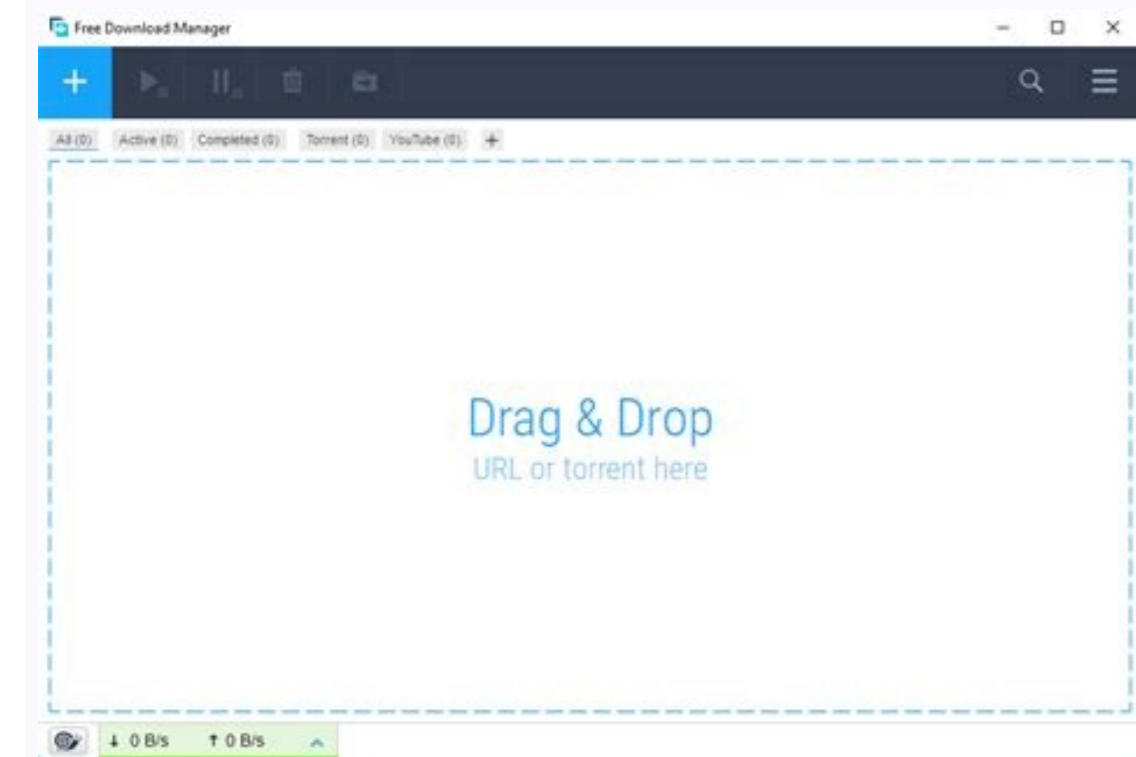 Free Download Manager
All (0) Active (0) Completed (0) Torrent (0) YouTube (0) +
Drag & Drop
URL or torrent here
↓ 0 B/s ↑ 0 B/s